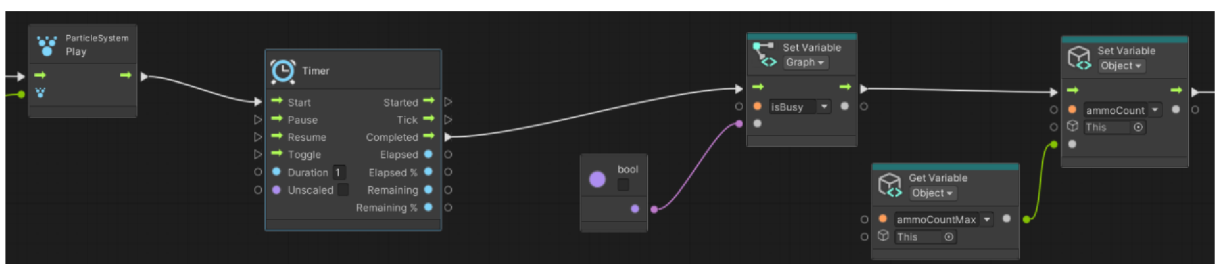 ParticleSystem
Play
Timer
Start Started
Pause Tick
Resume Completed
Toggle Elapsed
Duration 1 Elapsed %
Unscaled Remaining
Remaining %
bool
Set Variable
Graph
isBusy
Get Variable
Object
ammoCountMax
This
Set Variable
Object
ammoCount
This